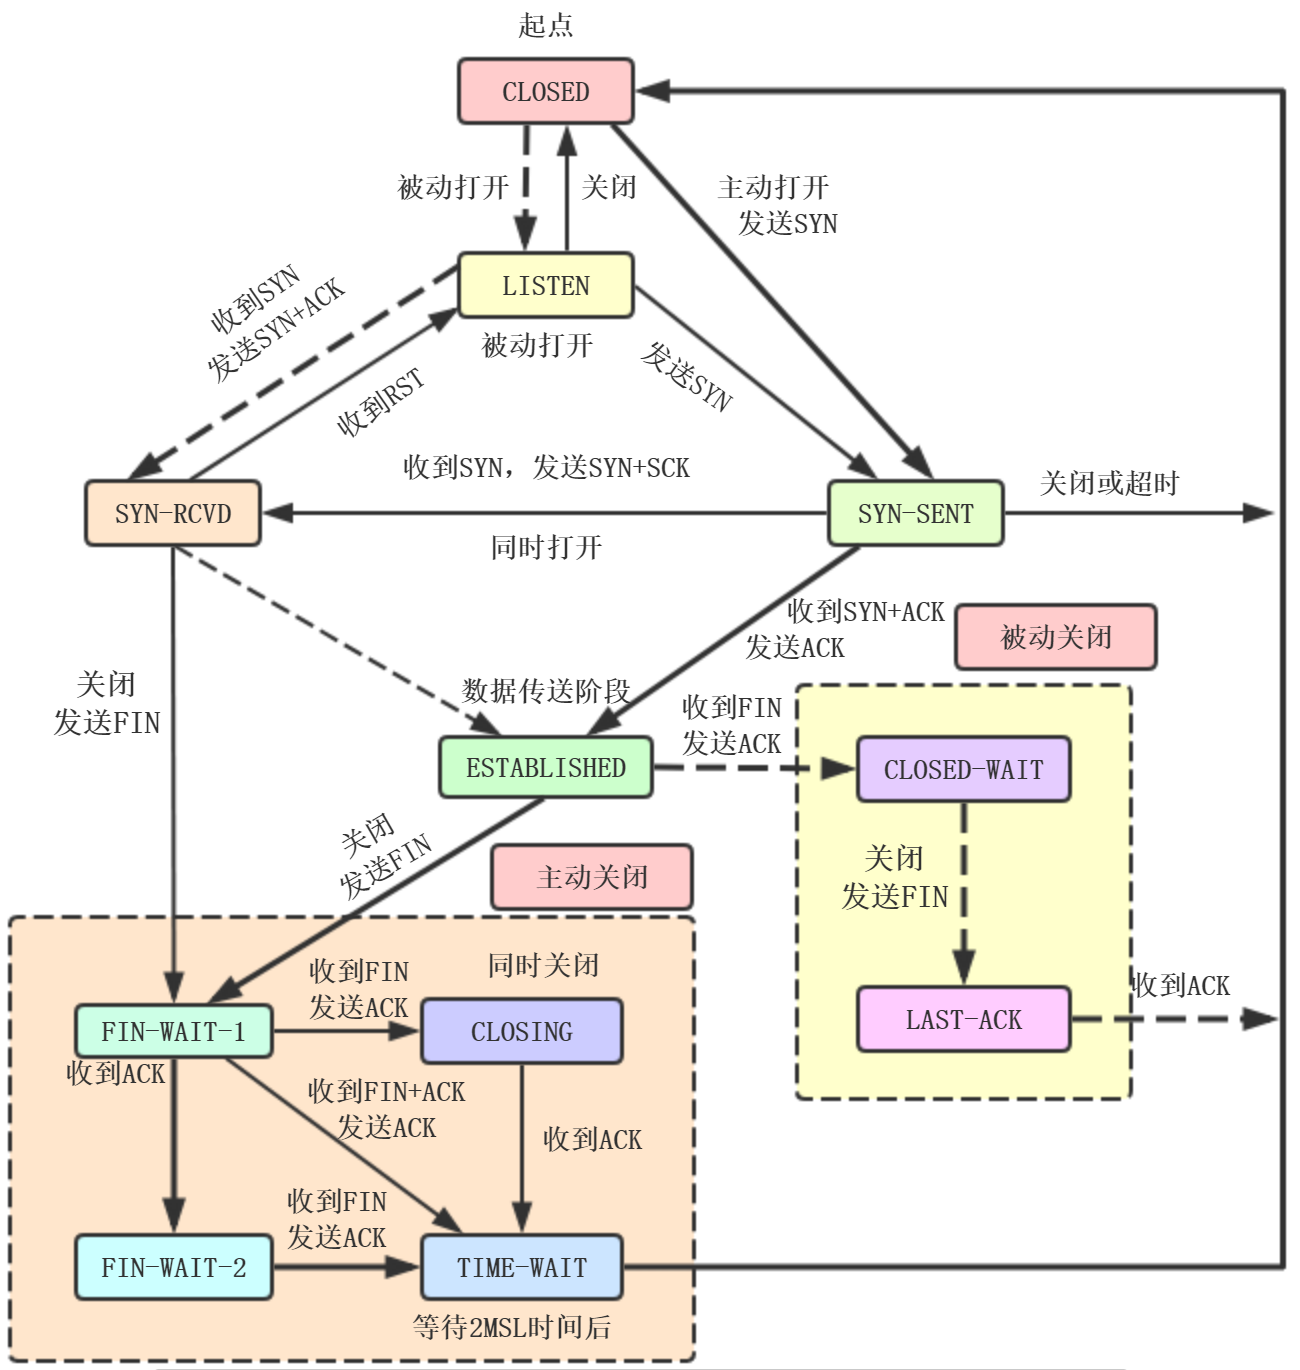 起点
CLOSED
被动打开
关闭
主动打开
发送SYN
LISTEN
被动打开
收到SYN
发送SYN+ACK
收到RST
发送SYN
收到SYN，发送SYN+SCK
同时打开
SYN-RCVD
SYN-SENT
关闭或超时
收到SYN+ACK
发送ACK
被动关闭
关闭
发送FIN
数据传送阶段
收到FIN
发送ACK
ESTABLISHED
CLOSED-WAIT
关闭
发送FIN
主动关闭
关闭
发送FIN
LAST-ACK
收到ACK
同时关闭
收到FIN
发送ACK
FIN-WAIT-1
CLOSING
收到ACK
收到FIN+ACK
发送ACK
收到ACK
收到FIN
发送ACK
FIN-WAIT-2
TIME-WAIT
等待2MSL时间后